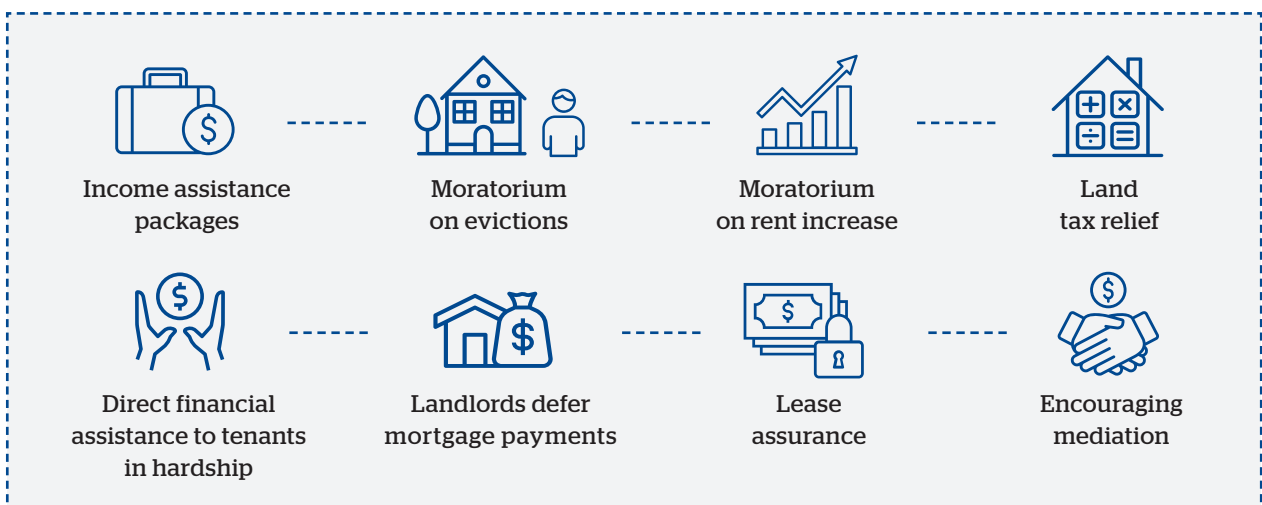 $
Income assistance
packages
Moratorium
on evictions
Moratorium
on rent increase
+ ×
÷ =
Land
tax relief
$
Direct financial
assistance to tenants
in hardship
$
Landlords defer
mortgage payments
$
Lease
assurance
$
Encouraging
mediation